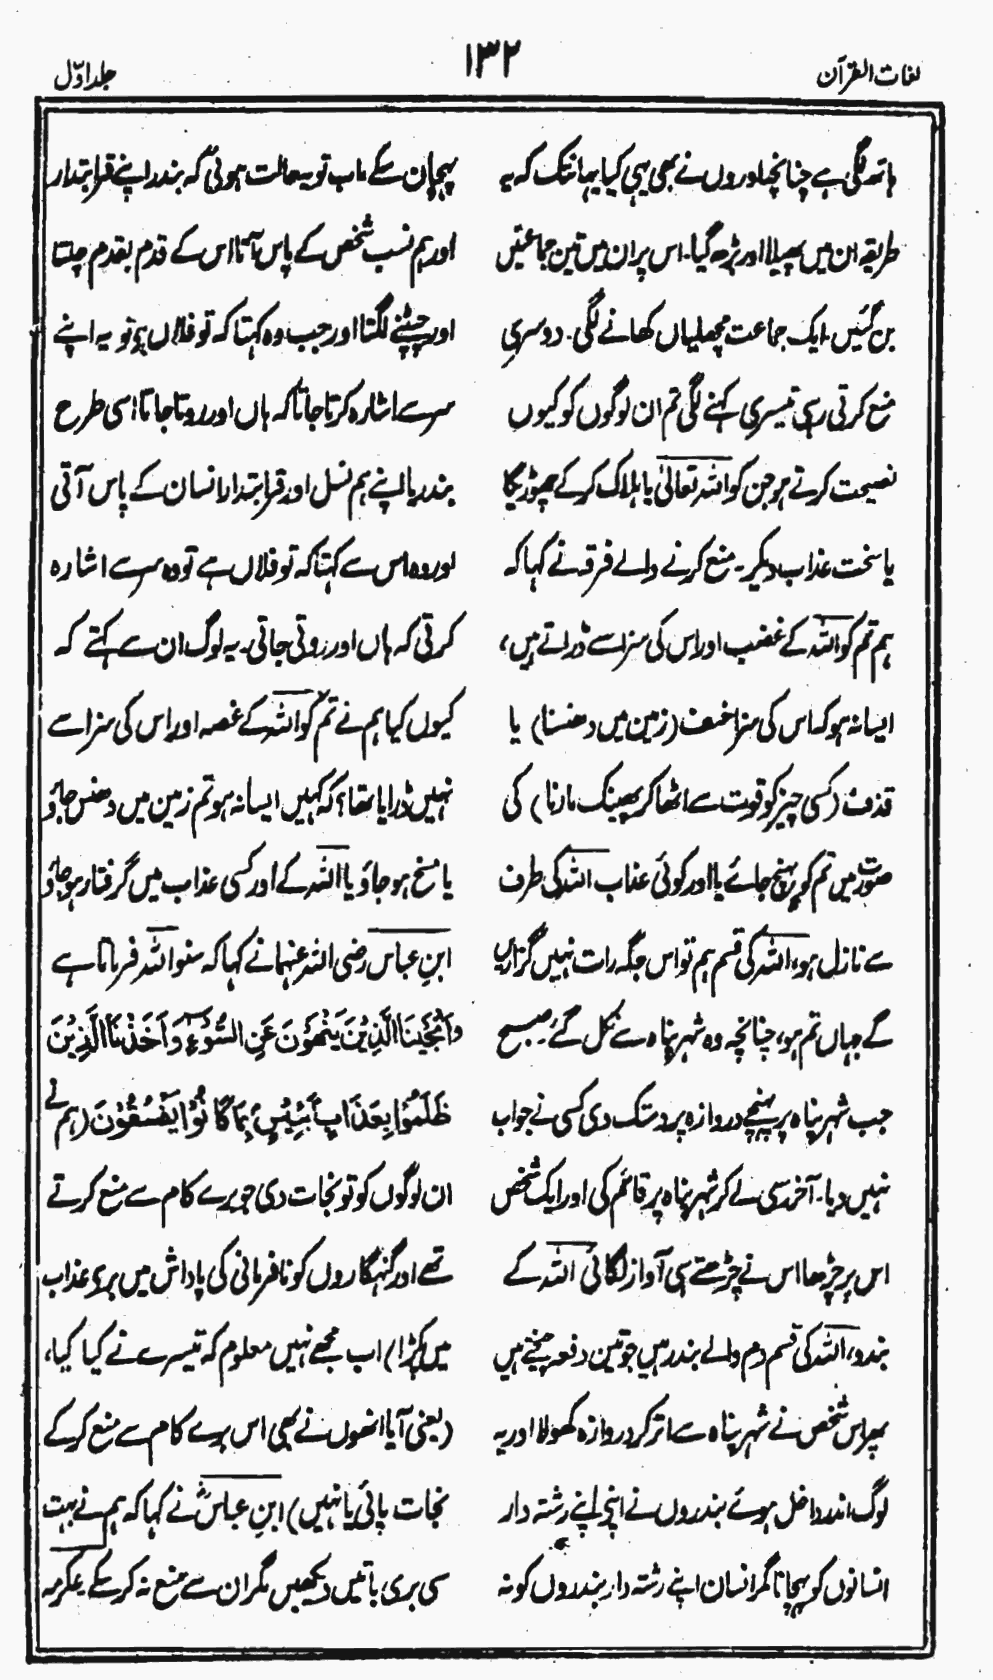 لغات القرآن
۱۳۲
جلد اوّل
ہاتھ لگی ہے چنانچہ اوروں نے بھی یہی کیا یہانتک کہ یہ
طریقہ ان میں پھیلا اور بڑھ گیا۔ اس پر ان میں تین جماعتیں
بن گئیں۔ ایک جماعت مچھلیاں کھانے لگی۔ دوسری
منع کرتی رہی تیسری کہنے لگی تم ان لوگوں کو کیوں
نصیحت کرتے ہو جن کو اللہ تعالیٰ یا ہلاک کر کے چھوڑیگا
یا سخت عذاب دیگر۔ منع کرنے والے فرقہ نے کہا کہ
ہم تم کو اللہ کے غضب اور اس کی سزا سے ڈراتے ہیں،
ایسا نہ ہو کہ اس کی سزا خسف (زمین میں دھنسنا) یا
قذف (کسی چیز کو قوت سے اٹھا کر پھینک مارنا) کی
صورت میں تم کو پہنچ جائے یا اور کوئی عذاب اللہ کی طرف
سے نازل ہو، اللہ کی قسم ہم تو اس جگہ رات نہیں گزاریں
گے جہاں تم ہو، چنانچہ وہ شہر پناہ سے نکل گئے۔ صبح
جب شہر پناہ پر پہنچے دروازہ پر دستک دی کسی نے جواب
نہیں دیا۔ آخر سی لے کر شہر پناہ پر قائم کی اور ایک شخص
اس پر چڑھا اس نے چڑھتے ہی آواز لگائی اللہ کے
بندو، اللہ کی قسم دم والے بندر ہیں جو تین دفعہ چیختے ہیں
پھر اس شخص نے شہر پناہ سے اتر کر دروازہ کھولا اور یہ
لوگ اندر داخل ہوئے بندروں نے اپنے اپنے رشتہ دار
انسانوں کو پہچانا مگر انسان اپنے رشتہ دار بندروں کو نہ
پہچان سکے اب تو یہ حالت ہوئی کہ بندر اپنے قرابتدار
اور ہم نسب شخص کے پاس آتا اس کے قدم بقدم چلتا
اور چمٹنے لگتا اور جب وہ کہتا کہ تو فلاں ہے تو یہ اپنے
سر سے اشارہ کرتا جاتا کہ ہاں اور روتا جاتا اسی طرح
بندریا اپنے ہم نسل اور قرابتدار انسان کے پاس آتی
اور وہ اس سے کہتا کہ تو فلاں ہے تو وہ سر سے اشارہ
کرتی کہ ہاں اور روتی جاتی۔ یہ لوگ ان سے کہتے کہ
کیوں کیا ہم نے تم کو اللہ کے غصہ اور اس کی سزا سے
نہیں ڈرایا تھا؟ کہ کہیں ایسا نہ ہو تم زمین میں دھنس جاؤ
یا مسخ ہو جاؤ یا اللہ کے اور کسی عذاب میں گرفتار ہو جاؤ
ابنِ عباس رضی اللہ عنہما نے کہا کہ سنو اللہ فرماتا ہے
وَاَنْجَیْنَا الَّذِیْنَ یَنْهَوْنَ عَنِ السُّوْٓءِ وَاَخَذْنَا الَّذِیْنَ
ظَلَمُوْا بِعَذَابٍ بَئِیْسٍ بِمَا کَانُوْا یَفْسُقُوْنَ (ہم نے
ان لوگوں کو تو نجات دی جو برے کام سے منع کرتے
تھے اور گنہگاروں کو نافرمانی کی پاداش میں بری عذاب
میں پکڑا) اب مجھے نہیں معلوم کہ تیسرے نے کیا کیا،
(یعنی آیا انھوں نے بھی اس برے کام سے منع کر کے
نجات پائی یا نہیں) ابنِ عباسؓ نے کہا کہ ہم نے بہت
سی بری باتیں دیکھیں مگر ان سے منع نہ کر سکے عکرمہ